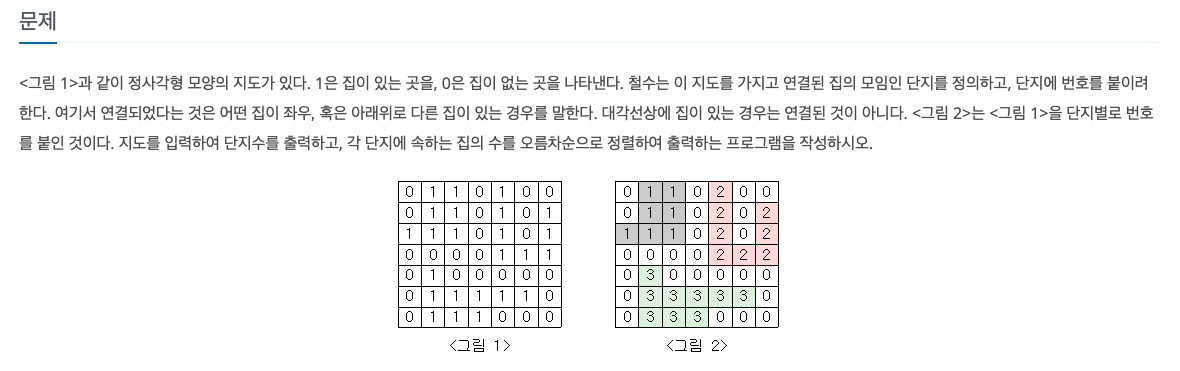 문제
<그림 1>과 같이 정사각형 모양의 지도가 있다. 1은 집이 있는 곳을, 0은 집이 없는 곳을 나타낸다. 철수는 이 지도를 가지고 연결된 집의 모임인 단지를 정의하고, 단지에 번호를 붙이려
한다. 여기서 연결되었다는 것은 어떤 집이 좌우, 혹은 아래위로 다른 집이 있는 경우를 말한다. 대각선상에 집이 있는 경우는 연결된 것이 아니다. <그림 2>는 <그림 1>을 단지별로 번호
를 붙인 것이다. 지도를 입력하여 단지수를 출력하고, 각 단지에 속하는 집의 수를 오름차순으로 정렬하여 출력하는 프로그램을 작성하시오.
0 1 1 0 1 0 0
0 1 1 0 1 0 1
1 1 1 0 1 0 1
0 0 0 0 1 1 1
0 1 0 0 0 0 0
0 1 1 1 1 1 0
0 1 1 1 0 0 0
<그림 1>
0 1 1 0 2 0 0
0 1 1 0 2 0 2
1 1 1 0 2 0 2
0 0 0 0 2 2 2
0 3 0 0 0 0 0
0 3 3 3 3 3 0
0 3 3 3 0 0 0
<그림 2>